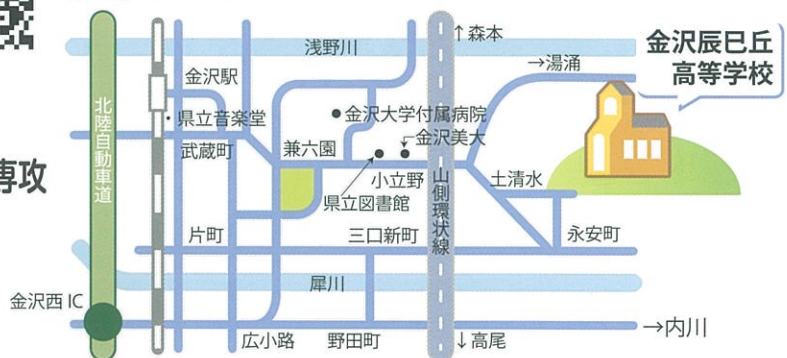 ↑森本
浅野川
金沢辰巳丘
高等学校
→湯涌
金沢駅
北陸自動車道
・県立音楽堂
●金沢大学付属病院
金沢美大
武蔵町
兼六園
専攻
小立野
山側環状線
土清水
県立図書館
片町
三口新町
永安町
犀川
金沢西IC
→内川
広小路
野田町
↓高尾